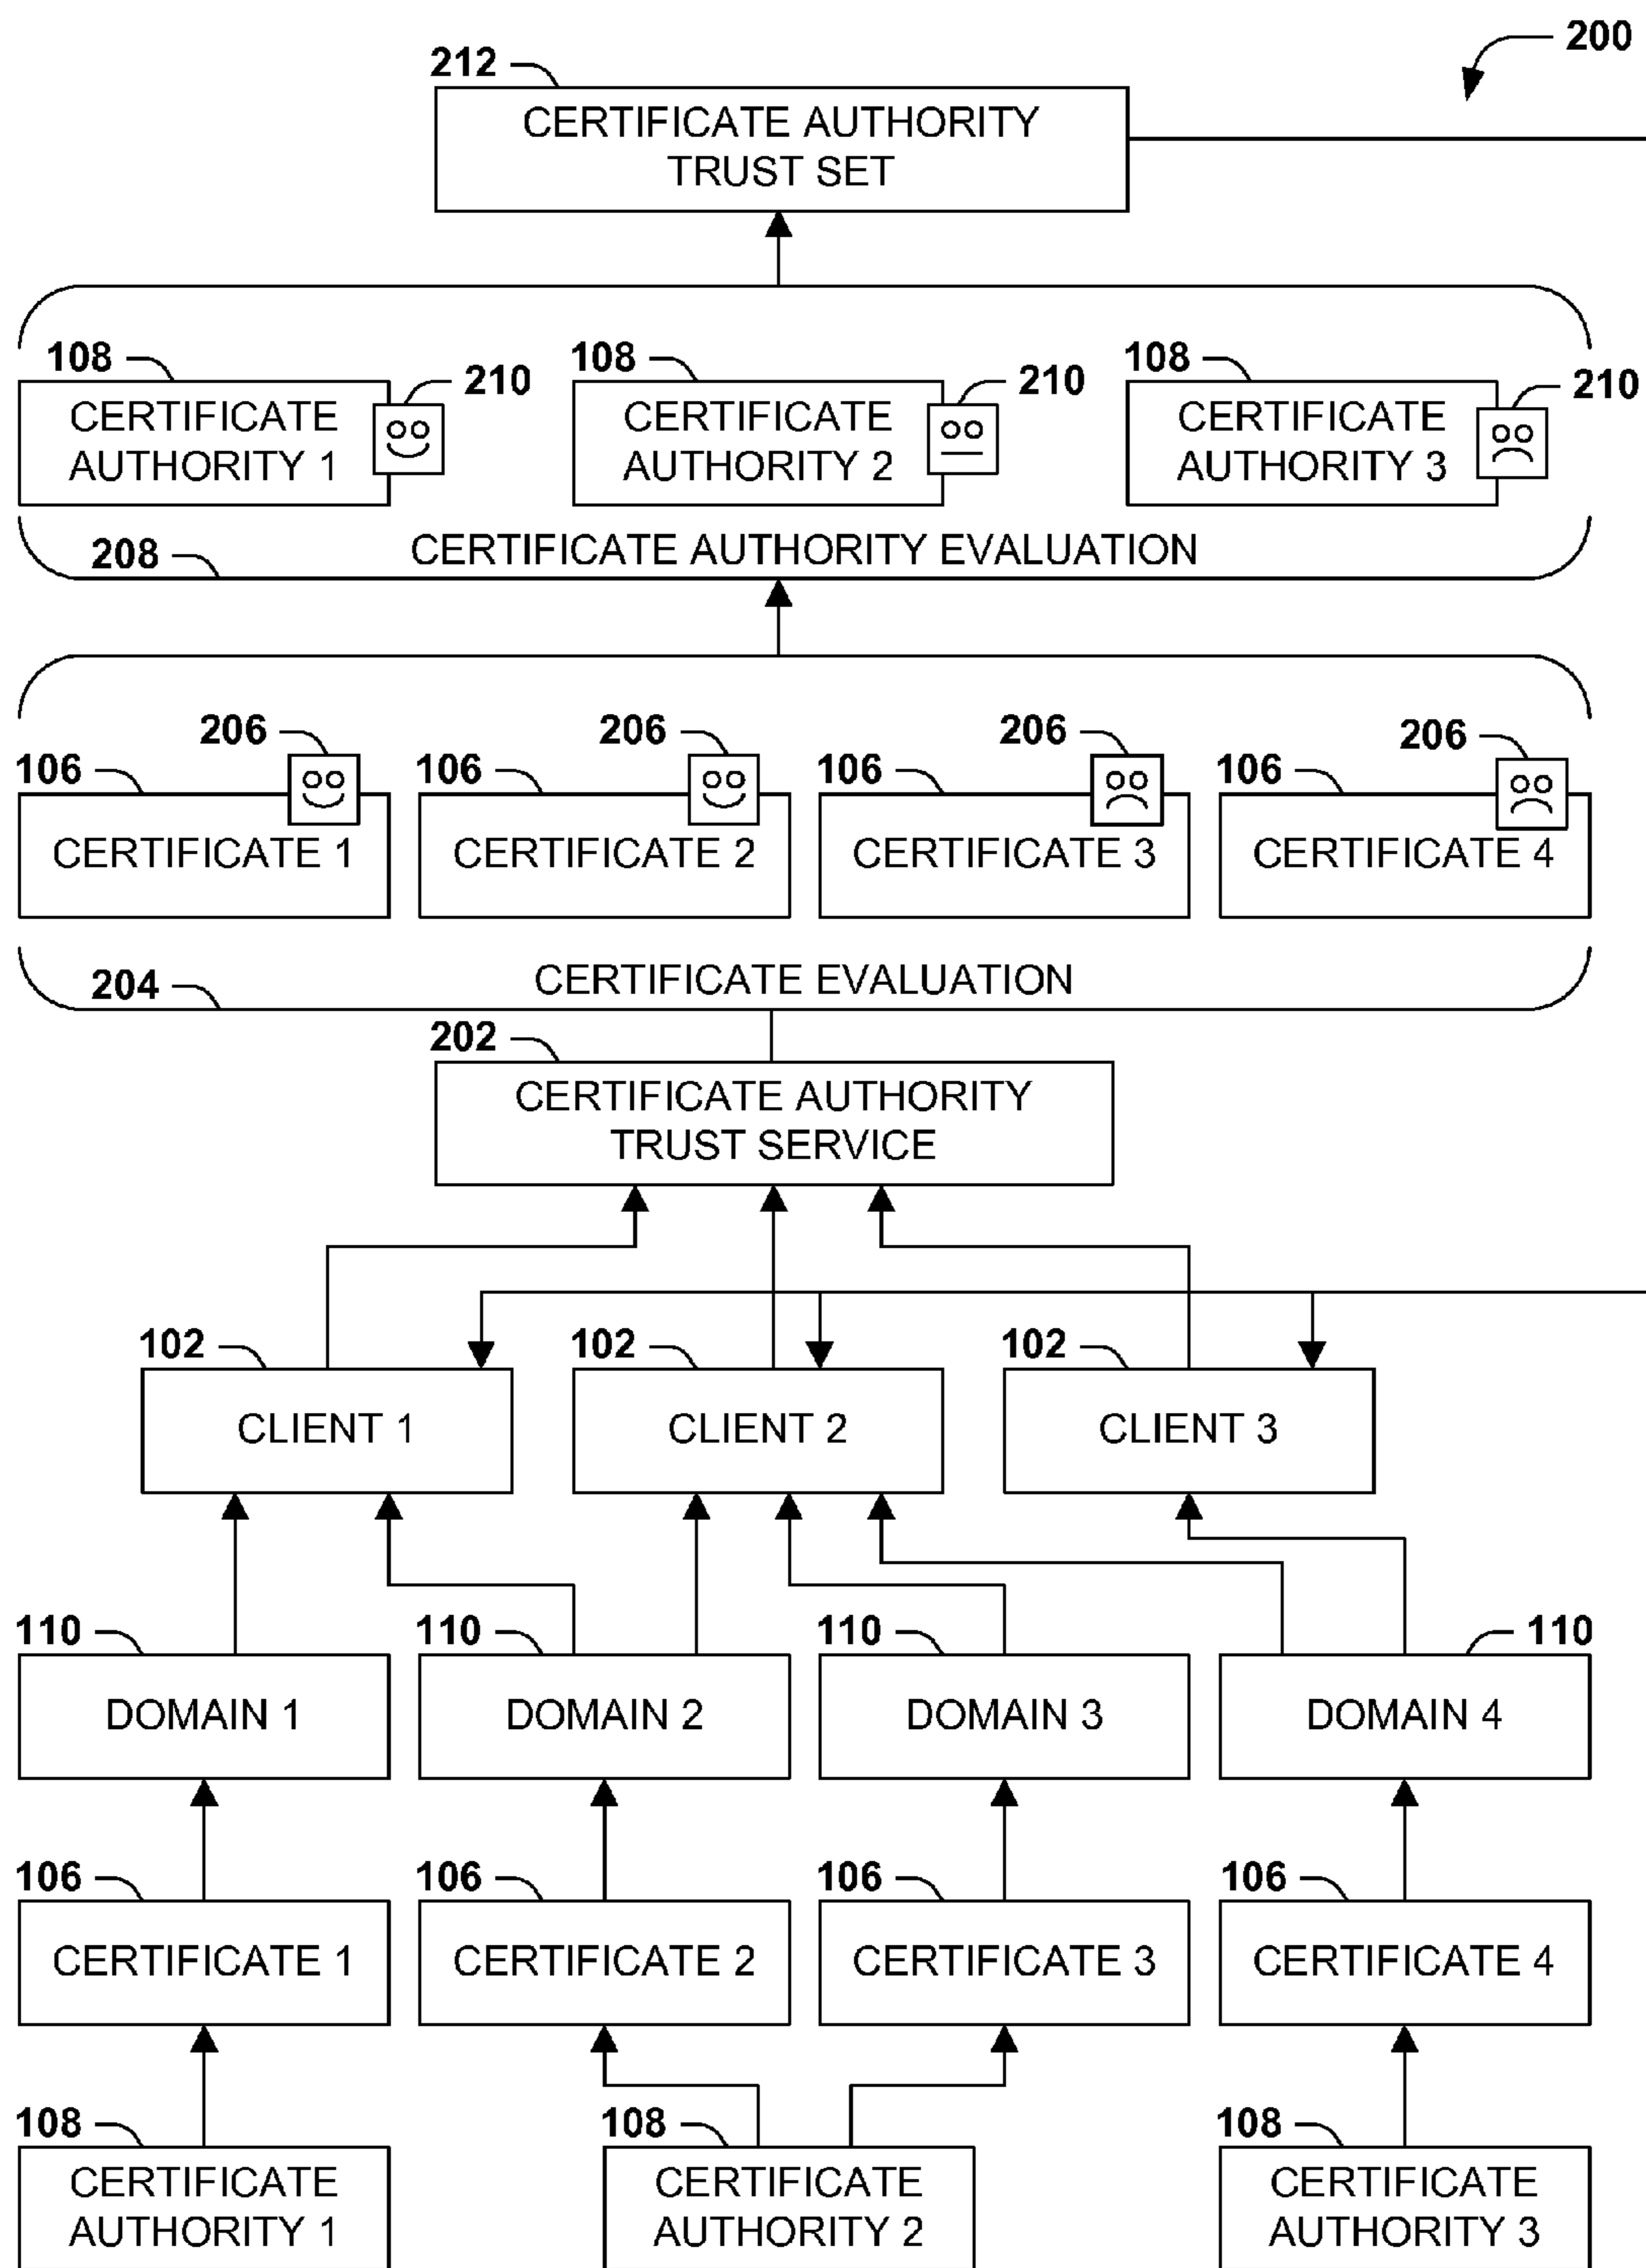 200
212
CERTIFICATE AUTHORITY
TRUST SET
108
210
108
210
108
210
CERTIFICATE
AUTHORITY 1
CERTIFICATE
AUTHORITY 2
CERTIFICATE
AUTHORITY 3
208
CERTIFICATE AUTHORITY EVALUATION
206
206
206
206
106
106
106
106
CERTIFICATE 1
CERTIFICATE 2
CERTIFICATE 3
CERTIFICATE 4
204
CERTIFICATE EVALUATION
202
CERTIFICATE AUTHORITY
TRUST SERVICE
102
102
102
CLIENT 1
CLIENT 2
CLIENT 3
110
110
110
110
DOMAIN 1
DOMAIN 2
DOMAIN 3
DOMAIN 4
106
106
106
106
CERTIFICATE 1
CERTIFICATE 2
CERTIFICATE 3
CERTIFICATE 4
108
108
108
CERTIFICATE
AUTHORITY 1
CERTIFICATE
AUTHORITY 2
CERTIFICATE
AUTHORITY 3